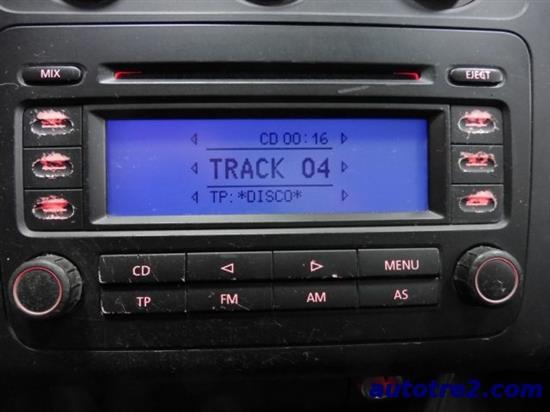 MIX
EJECT
CD 00:16
TRACK 04
TP: *DISCO*
CD
MENU
TP FM AM AS
autotre2.com